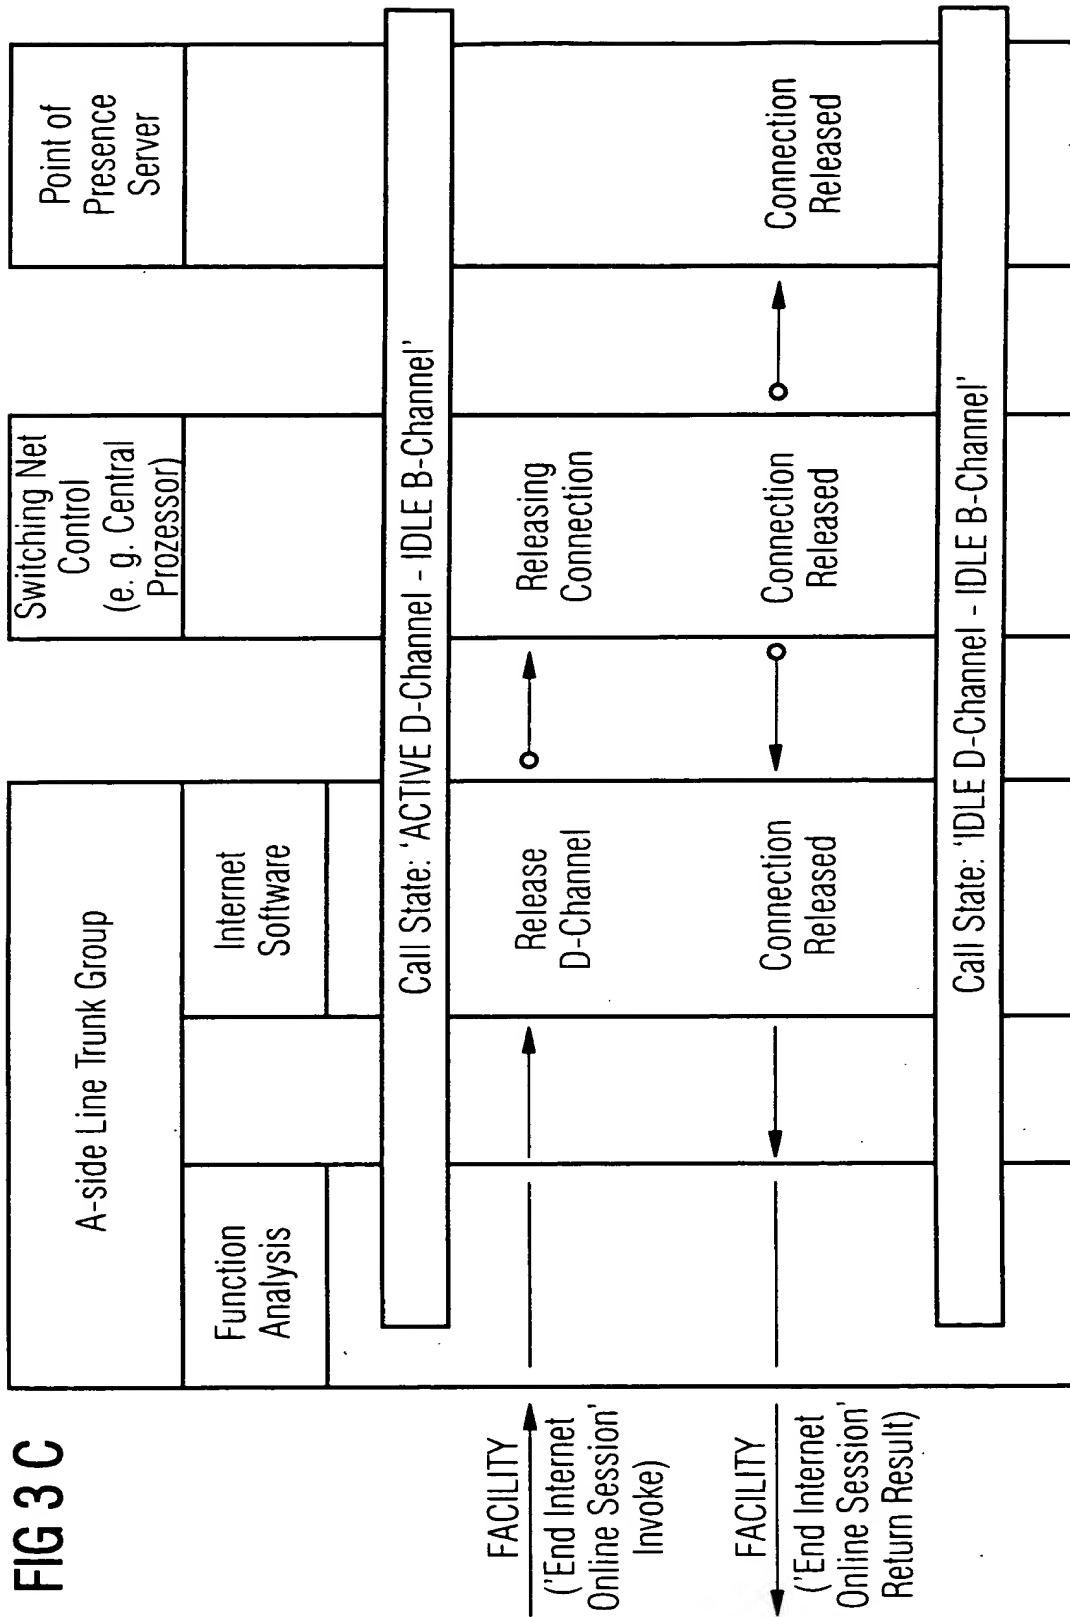 FIG 3 C
A-side Line Trunk Group
Switching Net
Control
(e. g. Central
Prozessor)
Point of
Presence
Server
Function
Analysis
Internet
Software
Call State: 'ACTIVE D-Channel - IDLE B-Channel'
FACILITY
('End Internet
Online Session'
Invoke)
Release
D-Channel
Releasing
Connection
FACILITY
('End Internet
Online Session'
Return Result)
Connection
Released
Connection
Released
Connection
Released
Call State: 'IDLE D-Channel - IDLE B-Channel'